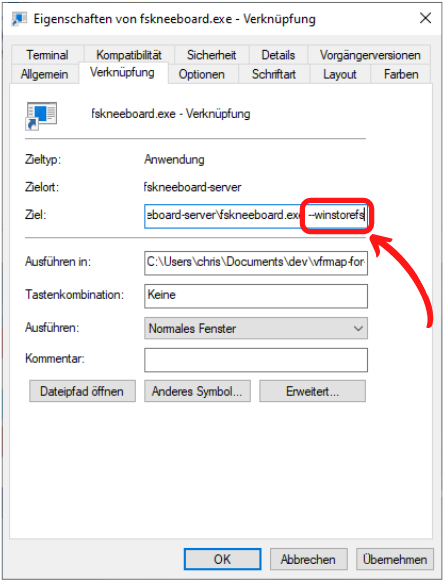 Eigenschaften von fskneeboard.exe - Verknüpfung
Terminal Kompatibilität Sicherheit Details Vorgängerversionen
Allgemein Verknüpfung Optionen Schriftart Layout Farben
fskneeboard.exe - Verknüpfung
Zieltyp: Anwendung
Zielort: fskneeboard-server
Ziel: eboard-server\fskneeboard.exe --winstorefs
Ausführen in: C:\Users\chris\Documents\dev\vfrmap-for-
Tastenkombination: Keine
Ausführen: Normales Fenster
Kommentar:
Dateipfad öffnen Anderes Symbol... Erweitert...
OK Abbrechen Übernehmen